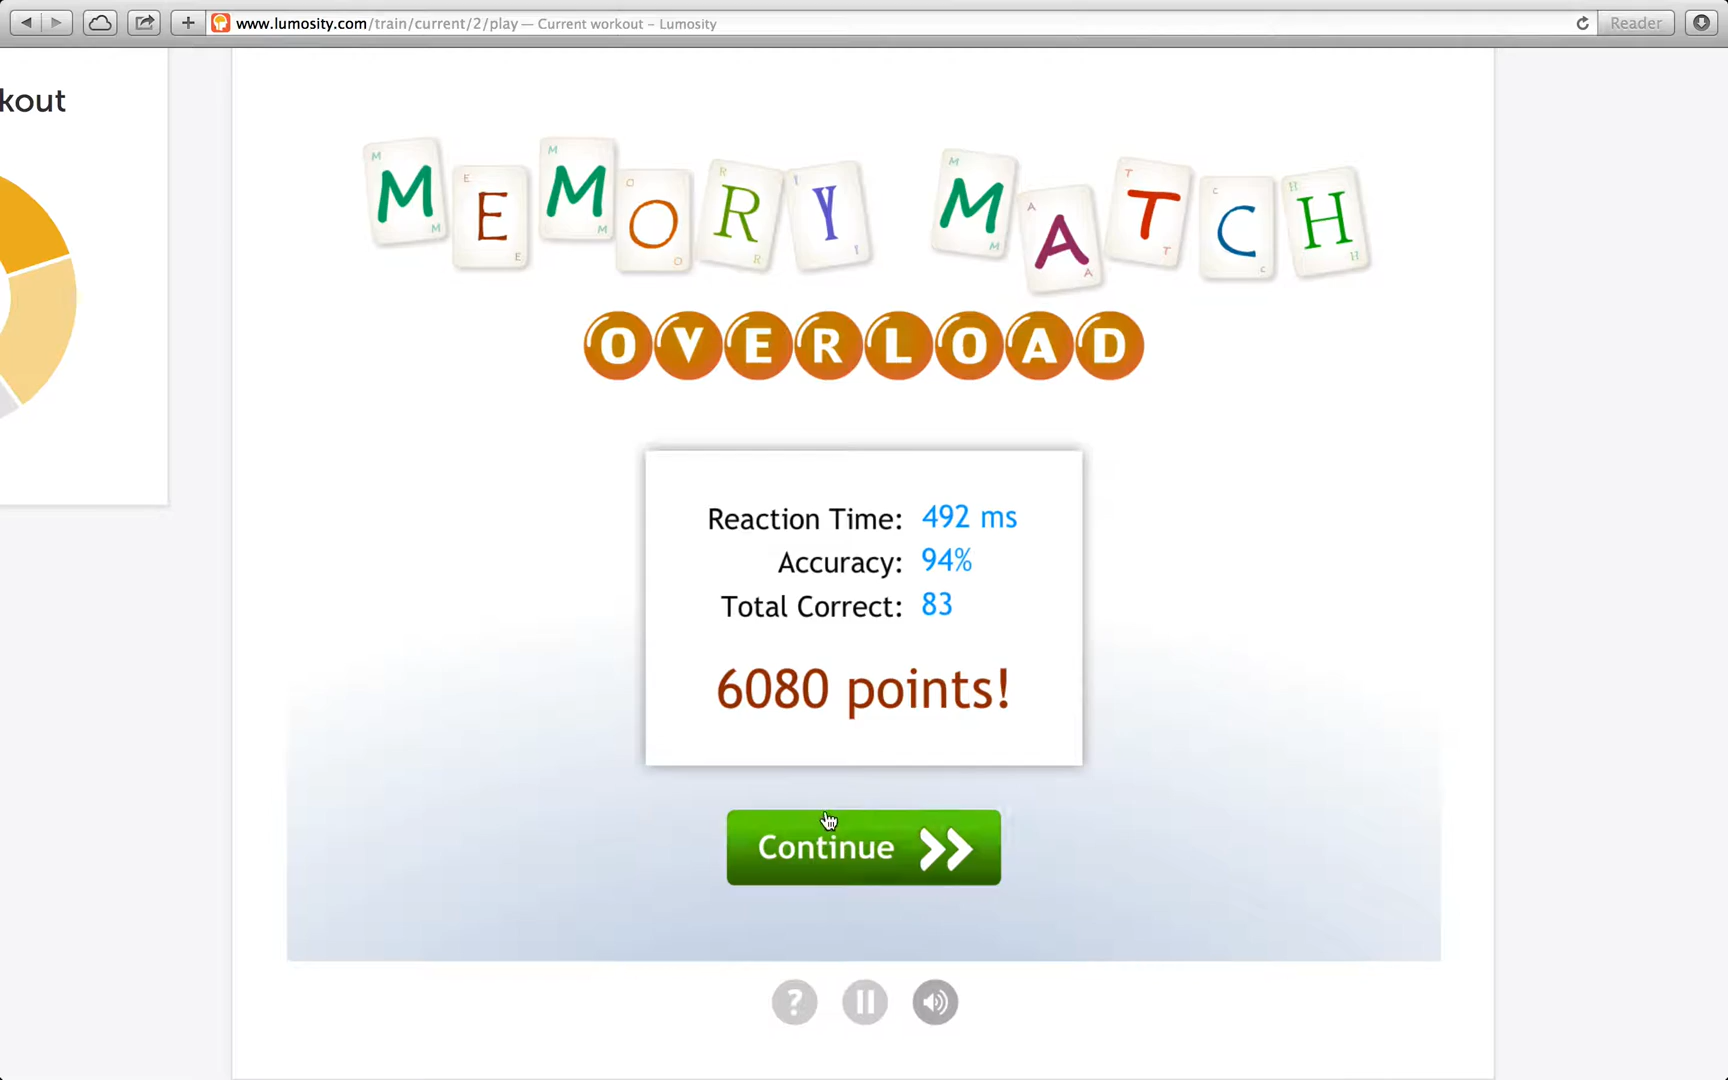 www.lumosity.com/train/current/2/play — Current workout – Lumosity
Reader
kout
MEMORY MATCH
OVERLOAD
Reaction Time: 492 ms
Accuracy: 94%
Total Correct: 83
6080 points!
Continue
?